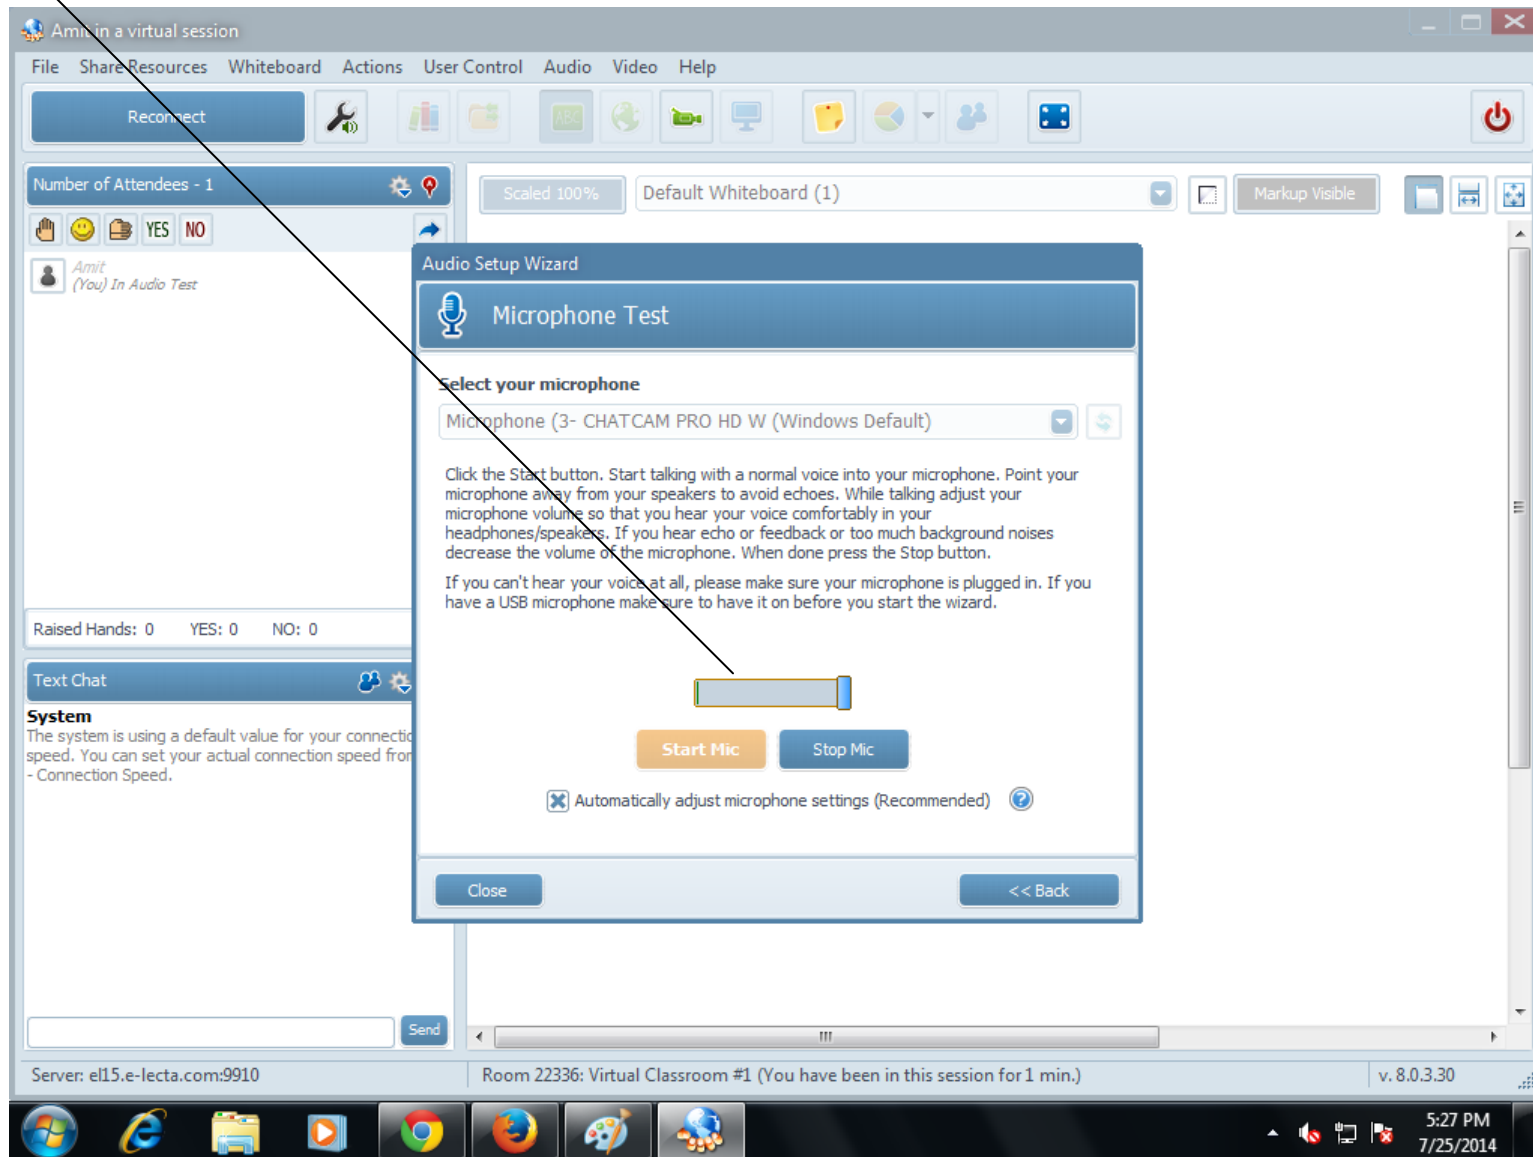 Amit in a virtual session
File Share Resources Whiteboard Actions User Control Audio Video Help
Reconnect
ABC
Number of Attendees - 1
A
YES NO
Amit
(You) In Audio Test
Raised Hands: 0 YES: 0 NO: 0
Text Chat
System
The system is using a default value for your connectio
speed. You can set your actual connection speed fror
- Connection Speed.
Send
Scaled 100%
Default Whiteboard (1)
Markup Visible
Audio Setup Wizard
Microphone Test
Select your microphone
Microphone (3- CHATCAM PRO HD W (Windows Default)
Click the Start button. Start talking with a normal voice into your microphone. Point your
microphone away from your speakers to avoid echoes. While talking adjust your
microphone volume so that you hear your voice comfortably in your
headphones/speakers. If you hear echo or feedback or too much background noises
decrease the volume of the microphone. When done press the Stop button.
If you can't hear your voice at all, please make sure your microphone is plugged in. If you
have a USB microphone make sure to have it on before you start the wizard.
Start Mic
Stop Mic
Automatically adjust microphone settings (Recommended) ?
Close
<< Back
Server: el15.e-lecta.com:9910
Room 22336: Virtual Classroom #1 (You have been in this session for 1 min.)
v. 8.0.3.30
5:27 PM
7/25/2014